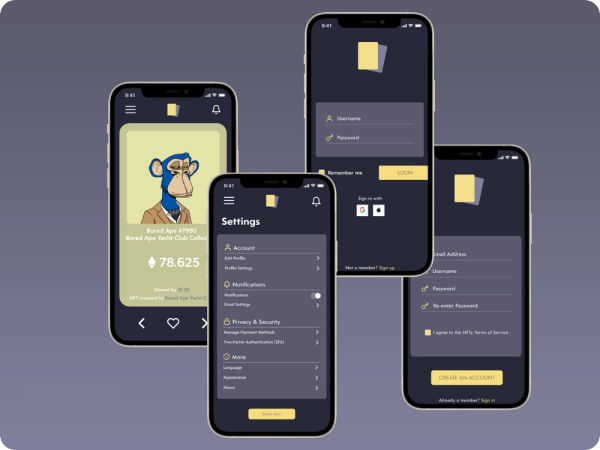 9:41
Bored Ape #7990
Bored Ape Yacht Club Collec
78.625
Owned by
NFT created by Bored Ape Yacht C
9:41
Settings
Account
Edit Profile
Profile Settings
Notifications
Notifications
Email Settings
Privacy & Security
Manage Payment Methods
Two-Factor Authentication (2FA)
More
Language
Appearance
About
SIGN OUT
9:41
Username
Password
Remember me
LOGIN
Sign in with
G
Not a member? Sign up
Email Address
Username
Password
Re-enter Password
I agree to the NFTy Terms of Service
CREATE AN ACCOUNT
Already a member? Sign in